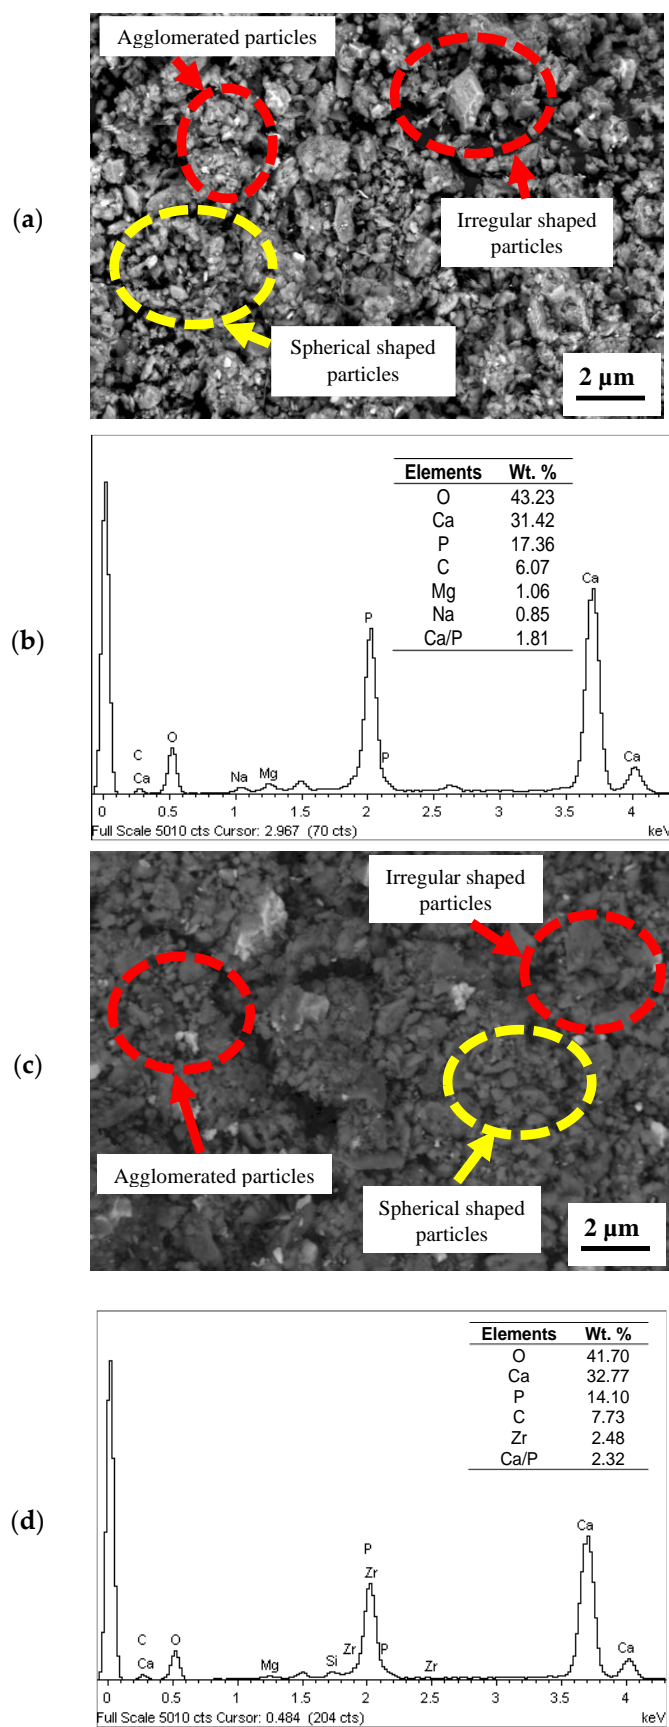 Agglomerated particles
(a)
Irregular shaped
particles
Spherical shaped
particles
2 µm
(b)
Elements Wt. %
O 43.23
Ca 31.42
P 17.36
C 6.07
Mg 1.06
Na 0.85
Ca/P 1.81
Ca
P
C
O
P
Ca
Ca
Na
Mg
0 0.5 1 1.5 2 2.5 3 3.5 4
Full Scale 5010 cts Cursor: 2.967 (70 cts) keV
Irregular shaped
particles
(c)
Agglomerated particles
Spherical shaped
particles
2 µm
Elements Wt. %
O 41.70
Ca 32.77
P 14.10
C 7.73
Zr 2.48
Ca/P 2.32
(d)
Ca
P
Zr
C
O
Zr
P
Ca
Ca
Mg
Si
Zr
0 0.5 1 1.5 2 2.5 3 3.5 4
Full Scale 5010 cts Cursor: 0.484 (204 cts) keV